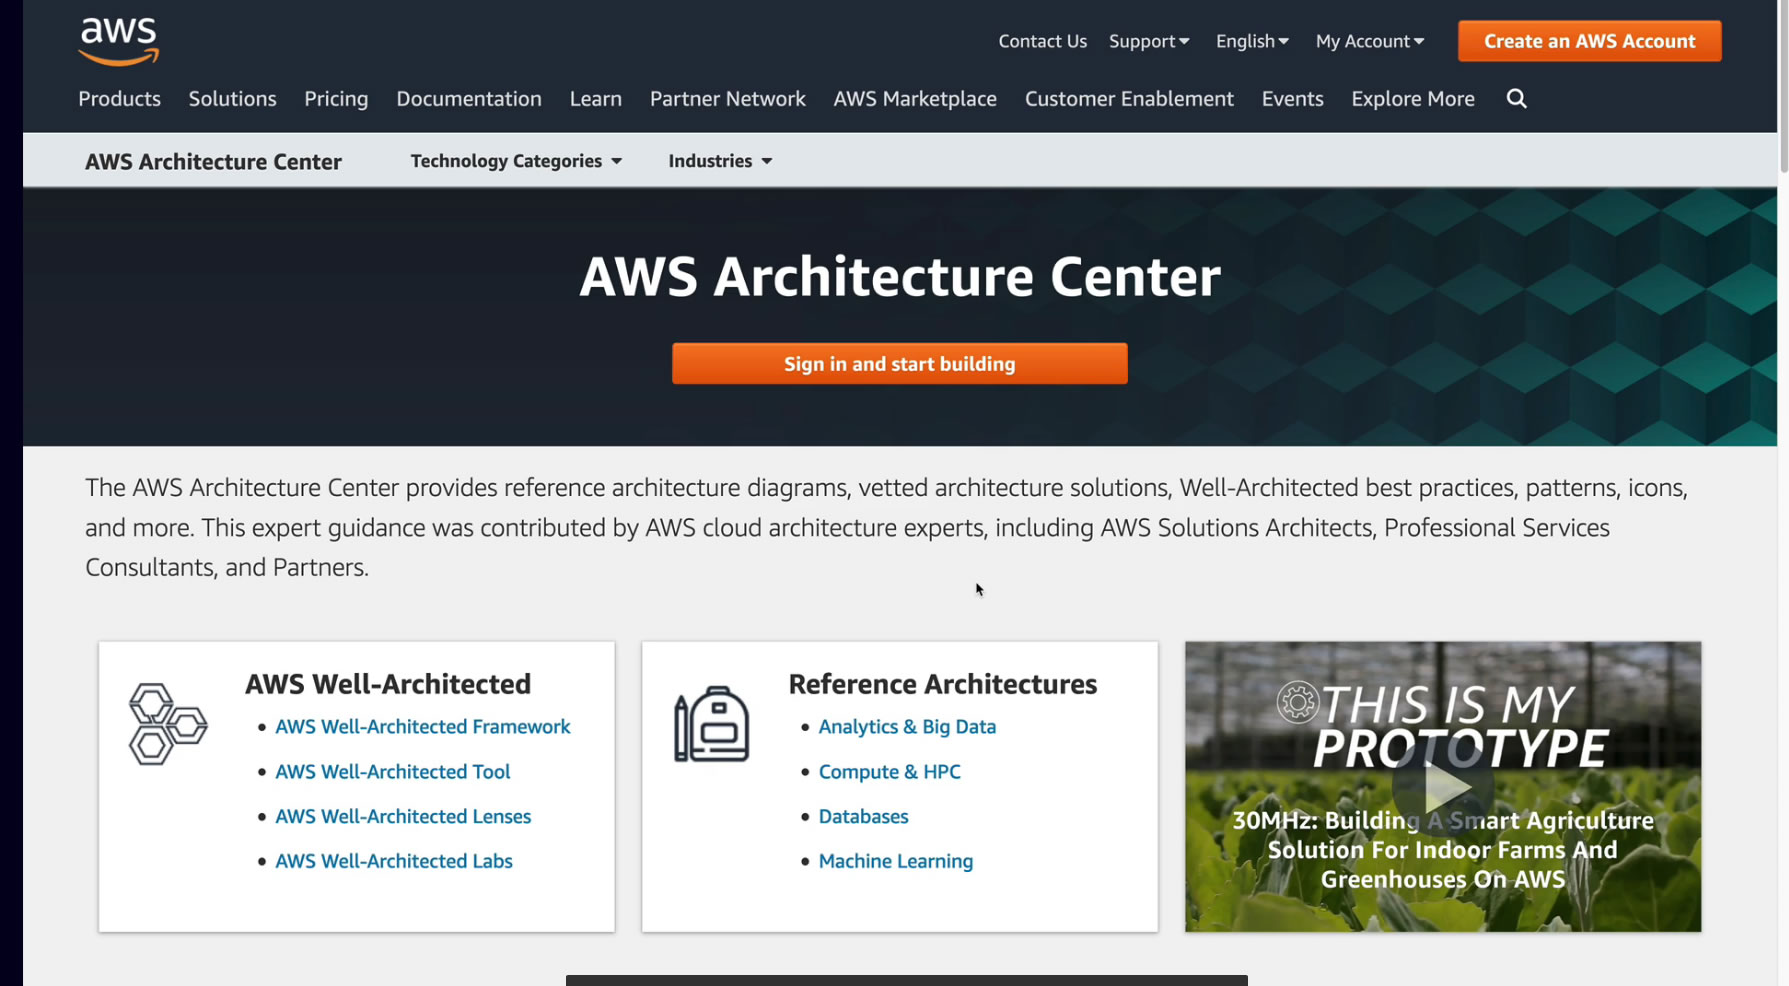 aws
Contact Us Support English My Account Create an AWS Account
Products Solutions Pricing Documentation Learn Partner Network AWS Marketplace Customer Enablement Events Explore More
AWS Architecture Center Technology Categories Industries
AWS Architecture Center
Sign in and start building
The AWS Architecture Center provides reference architecture diagrams, vetted architecture solutions, Well-Architected best practices, patterns, icons,
and more. This expert guidance was contributed by AWS cloud architecture experts, including AWS Solutions Architects, Professional Services
Consultants, and Partners.
AWS Well-Architected
AWS Well-Architected Framework
AWS Well-Architected Tool
AWS Well-Architected Lenses
AWS Well-Architected Labs
Reference Architectures
Analytics & Big Data
Compute & HPC
Databases
Machine Learning
THIS IS MY
PROTOTYPE
30MHz: Building A Smart Agriculture
Solution For Indoor Farms And
Greenhouses On AWS